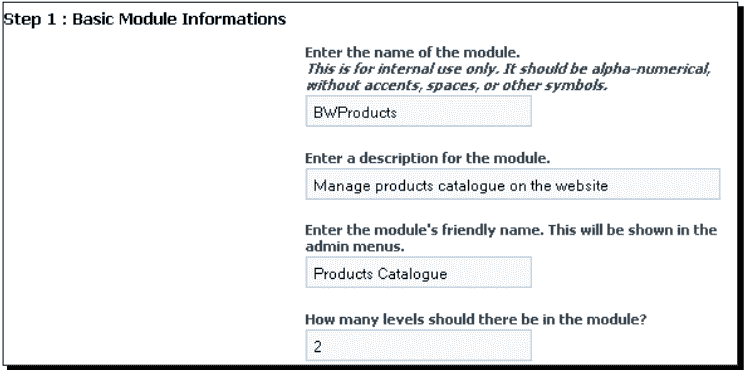 Step 1 : Basic Module Informations
Enter the name of the module.
This is for internal use only. It should be alpha-numerical,
without accents, spaces, or other symbols.
BWProducts
Enter a description for the module.
Manage products catalogue on the website
Enter the module's friendly name. This will be shown in the
admin menus.
Products Catalogue
How many levels should there be in the module?
2